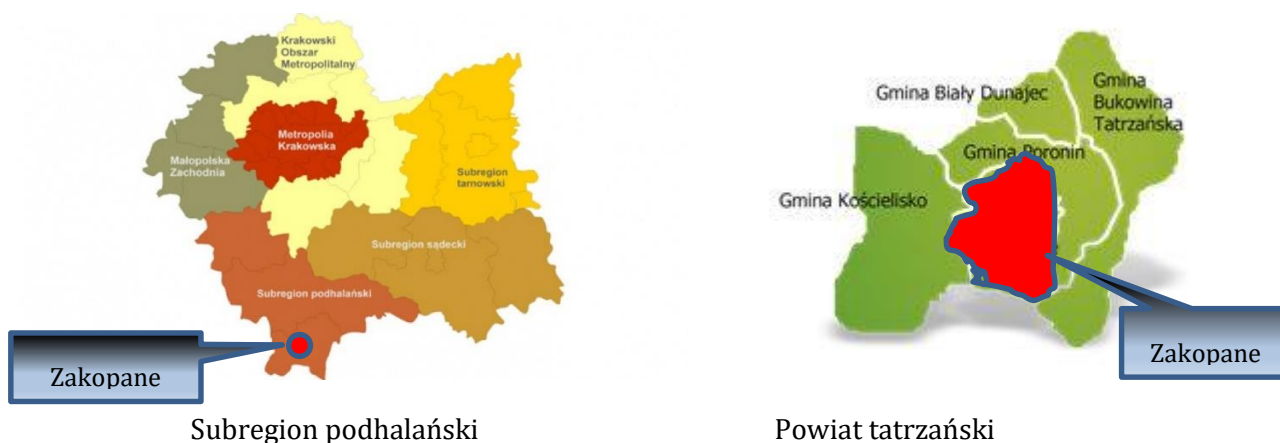 Krakowski
Obszar
Metropolitalny
Metropolia
Krakowska
Małopolska
Zachodnia
Subregion
tarnowski
Subregion sądecki
Subregion podhalański
Zakopane
Subregion podhalański
Gmina Biały Dunajec
Gmina
Bukowina
Tatrzańska
Gmina Poronin
Gmina Kościelisko
Zakopane
Powiat tatrzański